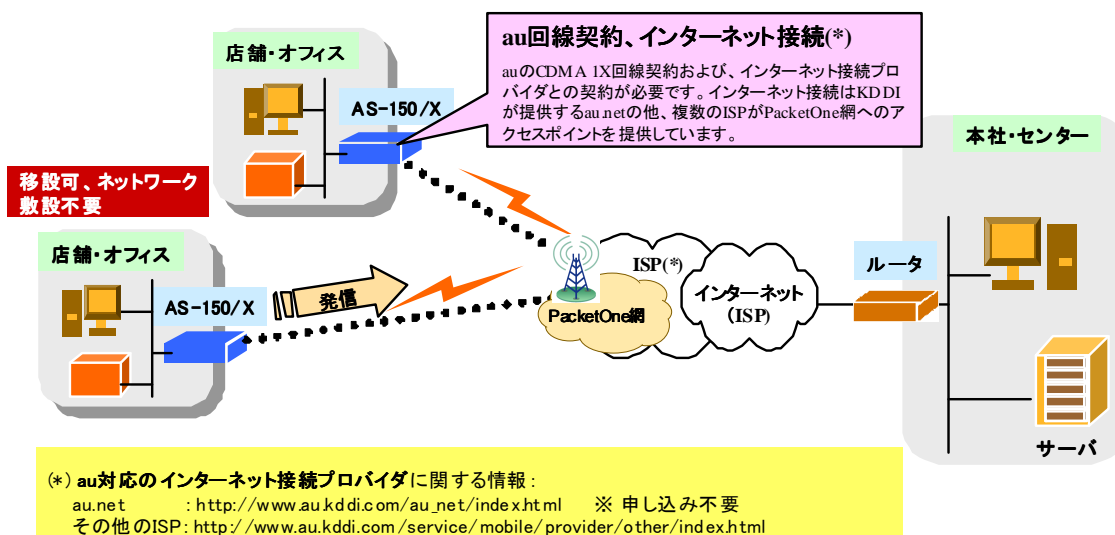 店舗・オフィス
AS-150/X
au回線契約、インターネット接続(*)
auのCDMA 1X回線契約および、インターネット接続プロ
バイダとの契約が必要です。インターネット接続はKDDI
が提供するau.netの他、複数のISPがPacketOne網へのア
クセスポイントを提供しています。
本社・センター
移設可、ネットワーク
敷設不要
店舗・オフィス
AS-150/X
発信
ISP(*)
PacketOne網
インターネット
(ISP)
ルータ
サーバ
(*) au対応のインターネット接続プロバイダに関する情報：
au.net : http://www.au.kddi.com/au_net/index.html ※ 申し込み不要
その他のISP: http://www.au.kddi.com/service/mobile/provider/other/index.html